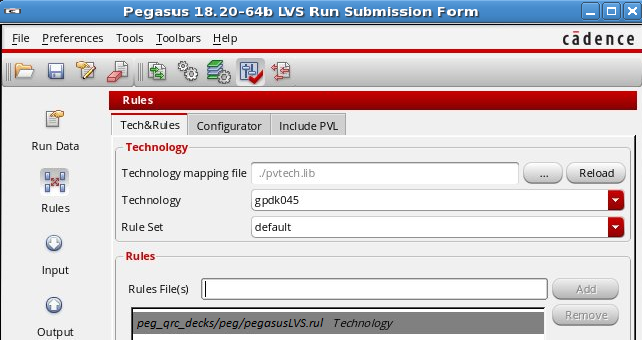 Pegasus 18.20-64b LVS Run Submission Form
File Preferences Tools Toolbars Help
cādence
Rules
Tech&Rules Configurator Include PVL
Run Data
Rules
Input
Output
Technology
Technology mapping file ./pvtech.lib ... Reload
Technology gpdk045
Rule Set default
Rules
Rules File(s) Add
peg_qrc_decks/peg/pegasusLVS.rul Technology
Remove